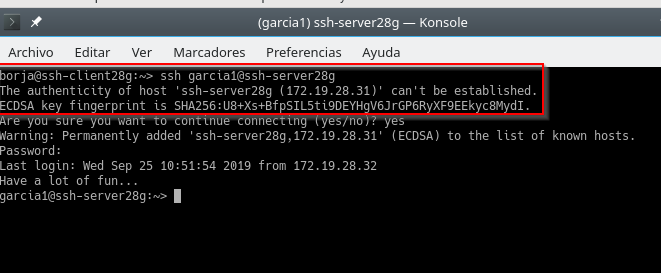 (garcia1) ssh-server28g — Konsole
Archivo Editar Ver Marcadores Preferencias Ayuda
borja@ssh-client28g:~> ssh garcia1@ssh-server28g
The authenticity of host 'ssh-server28g (172.19.28.31)' can't be established.
ECDSA key fingerprint is SHA256:U8+Xs+BfpSIL5ti9DEYHgV6JrGP6RyXF9EEkyc8MydI.
Are you sure you want to continue connecting (yes/no)? yes
Warning: Permanently added 'ssh-server28g,172.19.28.31' (ECDSA) to the list of known hosts.
Password:
Last login: Wed Sep 25 10:51:54 2019 from 172.19.28.32
Have a lot of fun...
garcia1@ssh-server28g:~>